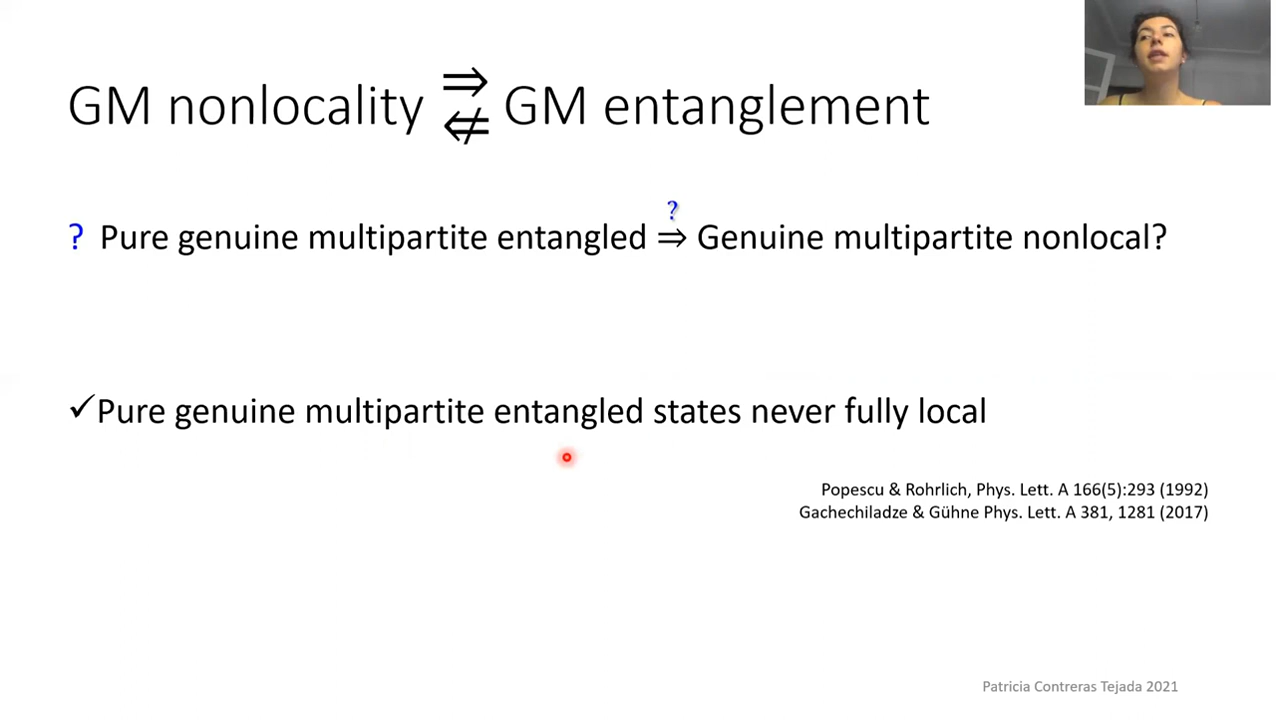 GM nonlocality ⇒ ⇍ GM entanglement
?
? Pure genuine multipartite entangled ⇒ Genuine multipartite nonlocal?
✓Pure genuine multipartite entangled states never fully local
Popescu & Rohrlich, Phys. Lett. A 166(5):293 (1992)
Gachechiladze & Gühne Phys. Lett. A 381, 1281 (2017)
Patricia Contreras Tejada 2021